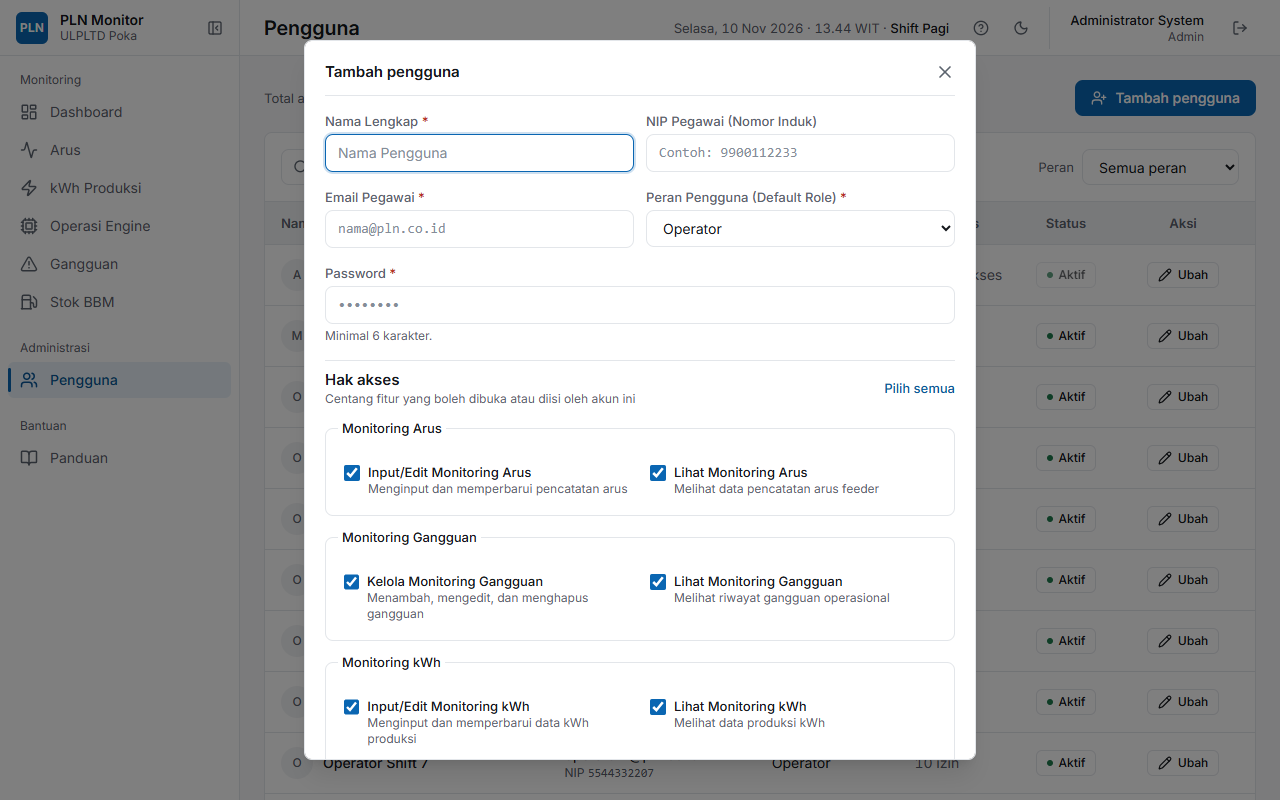 PLN
PLN Monitor
ULPLTD Poka
Pengguna
Selasa, 10 Nov 2026 · 13.44 WIT · Shift Pagi
Administrator System
Admin
Monitoring
Dashboard
Arus
kWh Produksi
Operasi Engine
Gangguan
Stok BBM
Administrasi
Pengguna
Bantuan
Panduan
Total
Tambah pengguna
Peran
Semua peran
Status
Aksi
A
Aktif
Ubah
M
Aktif
Ubah
O
Aktif
Ubah
O
Aktif
Ubah
O
Aktif
Ubah
O
Aktif
Ubah
O
Aktif
Ubah
O
Aktif
Ubah
O
Operator Shift 7
NIP 5544332207
Operator
10 izin
Aktif
Ubah
Tambah pengguna
Nama Lengkap *
Nama Pengguna
NIP Pegawai (Nomor Induk)
Contoh: 9900112233
Email Pegawai *
nama@pln.co.id
Peran Pengguna (Default Role) *
Operator
Password *
••••••••
Minimal 6 karakter.
Hak akses
Centang fitur yang boleh dibuka atau diisi oleh akun ini
Pilih semua
Monitoring Arus
Input/Edit Monitoring Arus
Menginput dan memperbarui pencatatan arus
Lihat Monitoring Arus
Melihat data pencatatan arus feeder
Monitoring Gangguan
Kelola Monitoring Gangguan
Menambah, mengedit, dan menghapus
gangguan
Lihat Monitoring Gangguan
Melihat riwayat gangguan operasional
Monitoring kWh
Input/Edit Monitoring kWh
Menginput dan memperbarui data kWh
produksi
Lihat Monitoring kWh
Melihat data produksi kWh